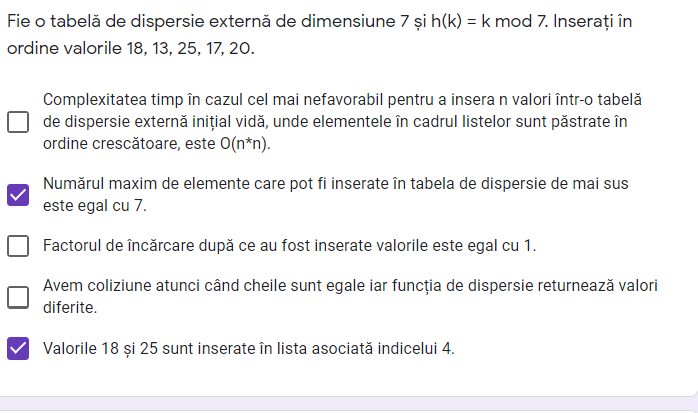 Fie o tabelă de dispersie externă de dimensiune 7 și h(k) = k mod 7. Inserați în
ordine valorile 18, 13, 25, 17, 20.
Complexitatea timp în cazul cel mai nefavorabil pentru a insera n valori într-o tabelă
de dispersie externă inițial vidă, unde elementele în cadrul listelor sunt păstrate în
ordine crescătoare, este O(n*n).
Numărul maxim de elemente care pot fi inserate în tabela de dispersie de mai sus
este egal cu 7.
Factorul de încărcare după ce au fost inserate valorile este egal cu 1.
Avem coliziune atunci când cheile sunt egale iar funcția de dispersie returnează valori
diferite.
Valorile 18 și 25 sunt inserate în lista asociată indicelui 4.